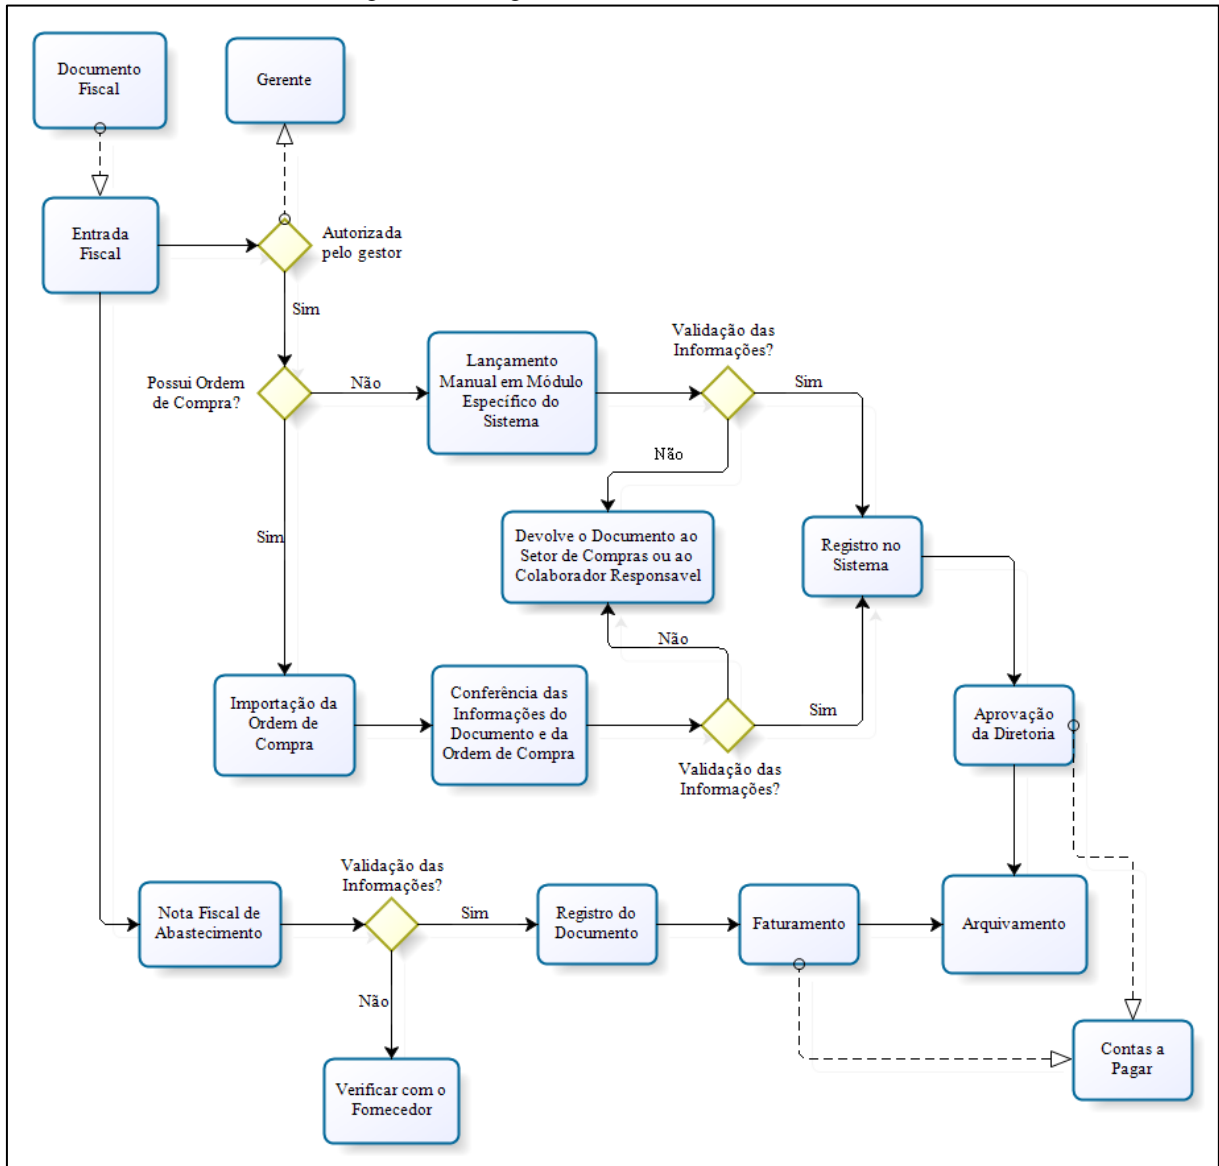 Documento
Fiscal
Gerente
Entrada
Fiscal
Autorizada
pelo gestor
Sim
Possui Ordem
de Compra?
Não
Lançamento
Manual em Módulo
Específico do
Sistema
Validação das
Informações?
Sim
Não
Sim
Devolve o Documento ao
Setor de Compras ou ao
Colaborador Responsavel
Registro no
Sistema
Não
Importação da
Ordem de
Compra
Conferência das
Informações do
Documento e da
Ordem de Compra
Sim
Validação das
Informações?
Aprovação
da Diretoria
Validação das
Informações?
Nota Fiscal de
Abastecimento
Sim
Registro do
Documento
Faturamento
Arquivamento
Não
Verificar com o
Fornecedor
Contas a
Pagar